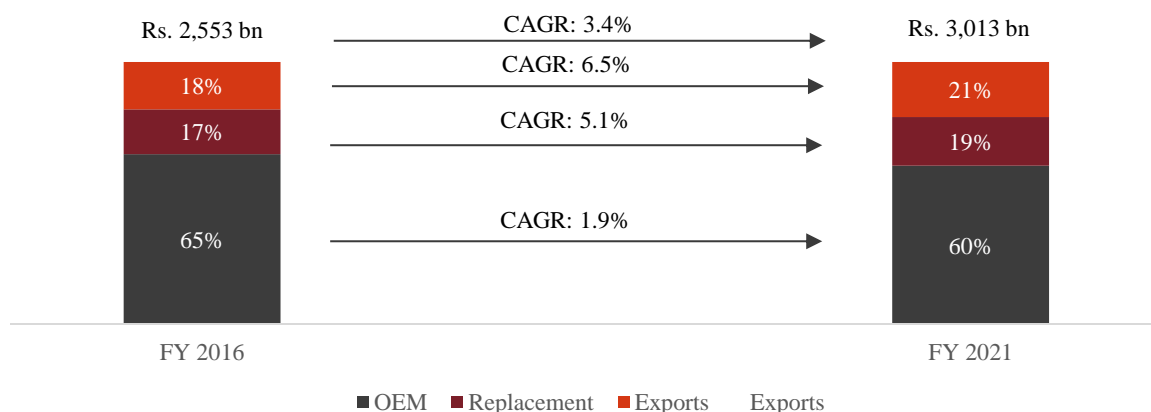 CAGR: 3.4%
Rs. 2,553 bn
Rs. 3,013 bn
CAGR: 6.5%
18%
21%
CAGR: 5.1%
17%
19%
CAGR: 1.9%
65%
60%
FY 2016
FY 2021
OEM
Replacement
Exports
Exports